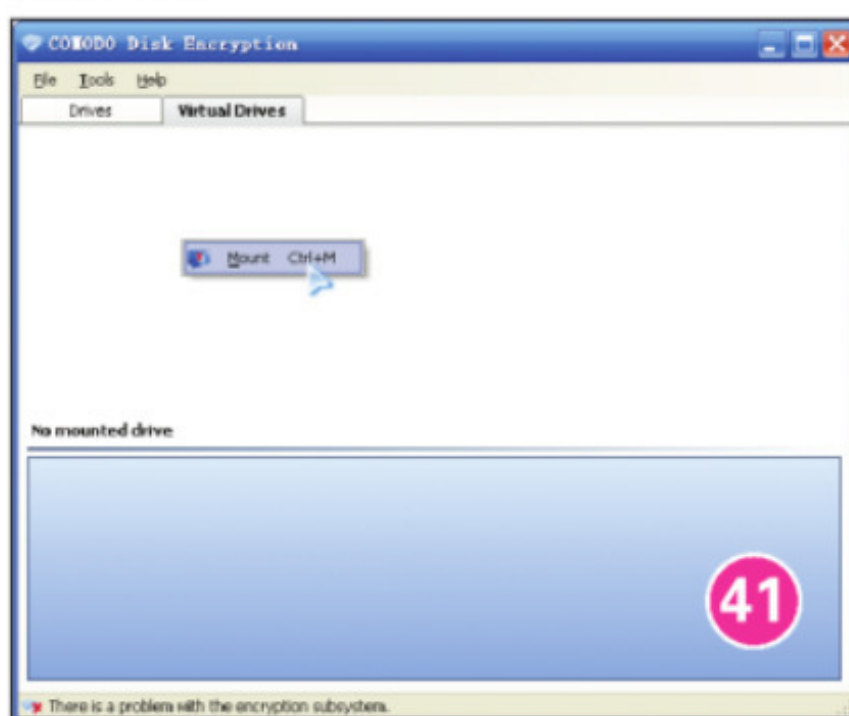 COMODO Disk Encryption
File Tools Help
Drives Virtual Drives
Mount Ctrl+M
No mounted drive
41
There is a problem with the encryption subsystem.